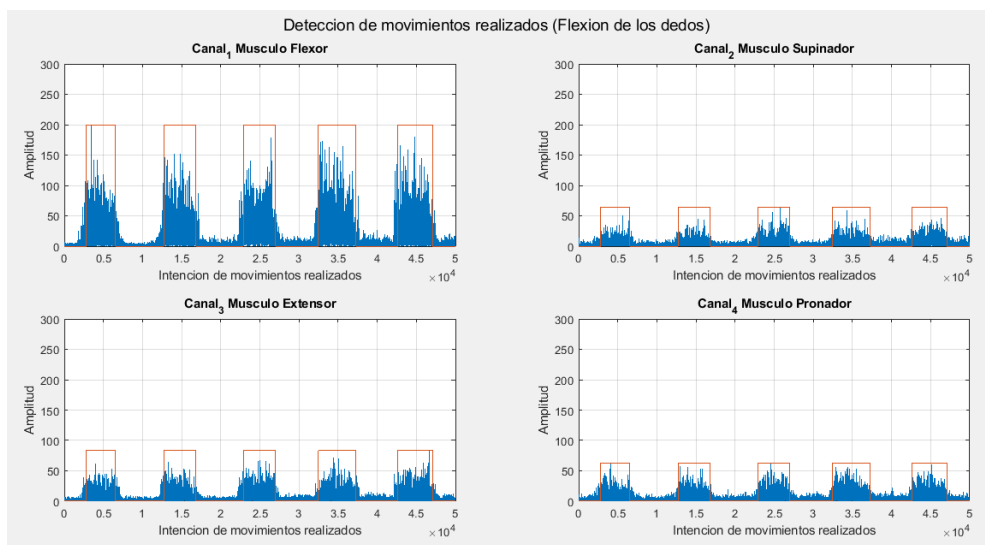 Deteccion de movimientos realizados (Flexion de los dedos)
Canal1 Musculo Flexor
300
250
200
150
100
50
0
Amplitud
0 0.5 1 1.5 2 2.5 3 3.5 4 4.5 5
Intencion de movimientos realizados
×10^4
Canal2 Musculo Supinador
300
250
200
150
100
50
0
Amplitud
0 0.5 1 1.5 2 2.5 3 3.5 4 4.5 5
Intencion de movimientos realizados
×10^4
Canal3 Musculo Extensor
300
250
200
150
100
50
0
Amplitud
0 0.5 1 1.5 2 2.5 3 3.5 4 4.5 5
Intencion de movimientos realizados
×10^4
Canal4 Musculo Pronador
300
250
200
150
100
50
0
Amplitud
0 0.5 1 1.5 2 2.5 3 3.5 4 4.5 5
Intencion de movimientos realizados
×10^4